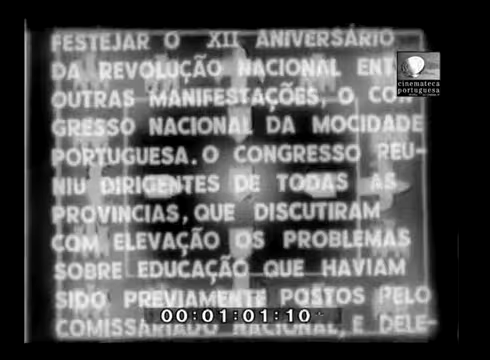 FESTEJAR O XII ANIVERSÁRIO
DA REVOLUÇÃO NACIONAL ENT
OUTRAS MANIFESTAÇÕES, O CON-
GRESSO NACIONAL DA MOCIDADE
PORTUGUESA. O CONGRESSO REU-
NIU DIRIGENTES DE TODAS AS
PROVINCIAS, QUE DISCUTIRAM
COM ELEVAÇÃO OS PROBLEMAS
SOBRE EDUCAÇÃO QUE HAVIAM
SIDO PREVIAMENTE POSTOS PELO
COMISSARIADO NACIONAL, E DELE-
cinemateca
portuguesa
00:01:01:10